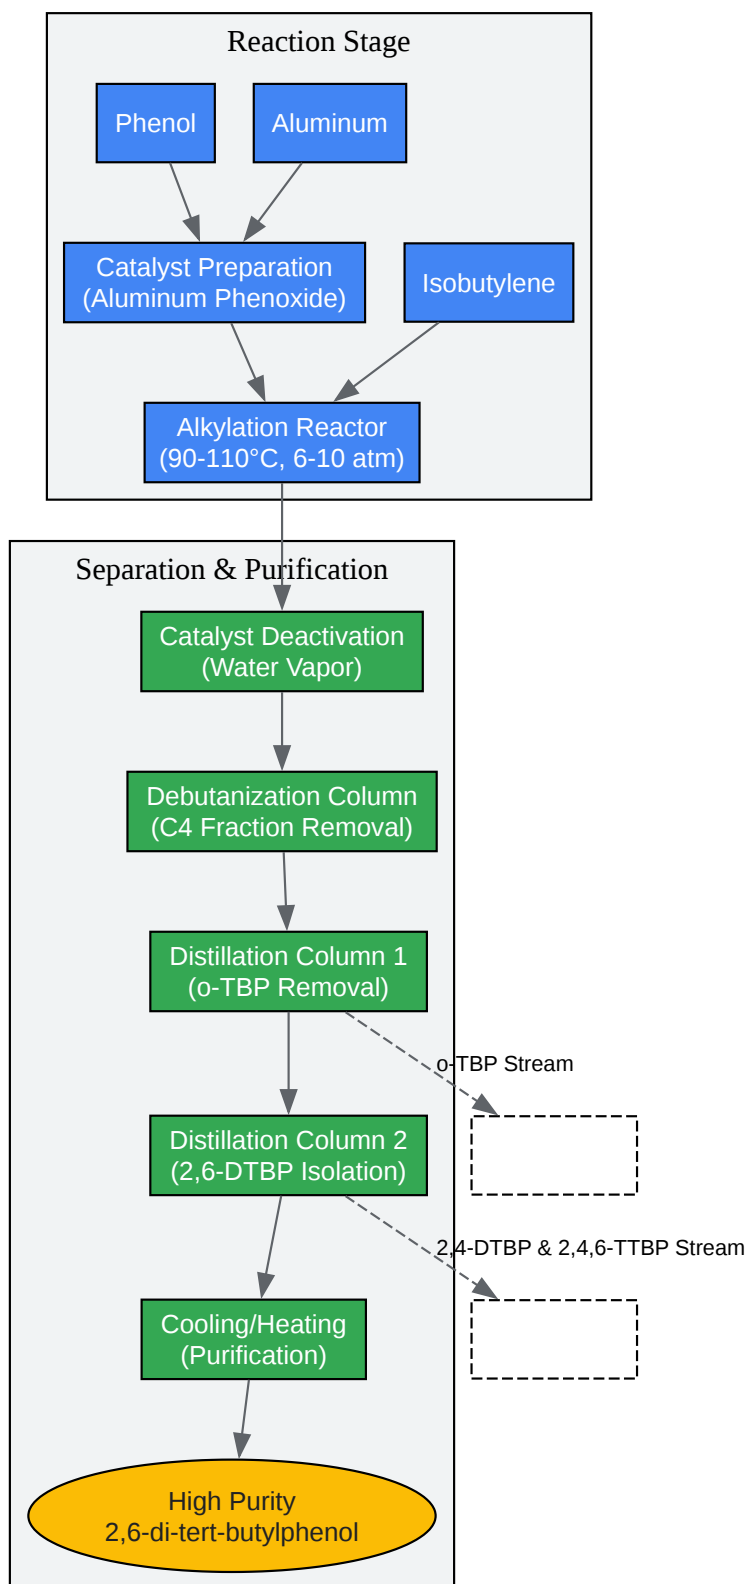 Reaction Stage
Phenol
Aluminum
Catalyst Preparation
(Aluminum Phenoxide)
Isobutylene
Alkylation Reactor
(90-110°C, 6-10 atm)
Separation & Purification
Catalyst Deactivation
(Water Vapor)
Debutanization Column
(C4 Fraction Removal)
Distillation Column 1
(o-TBP Removal)
o-TBP Stream
Distillation Column 2
(2,6-DTBP Isolation)
2,4-DTBP & 2,4,6-TTBP Stream
Cooling/Heating
(Purification)
High Purity
2,6-di-tert-butylphenol